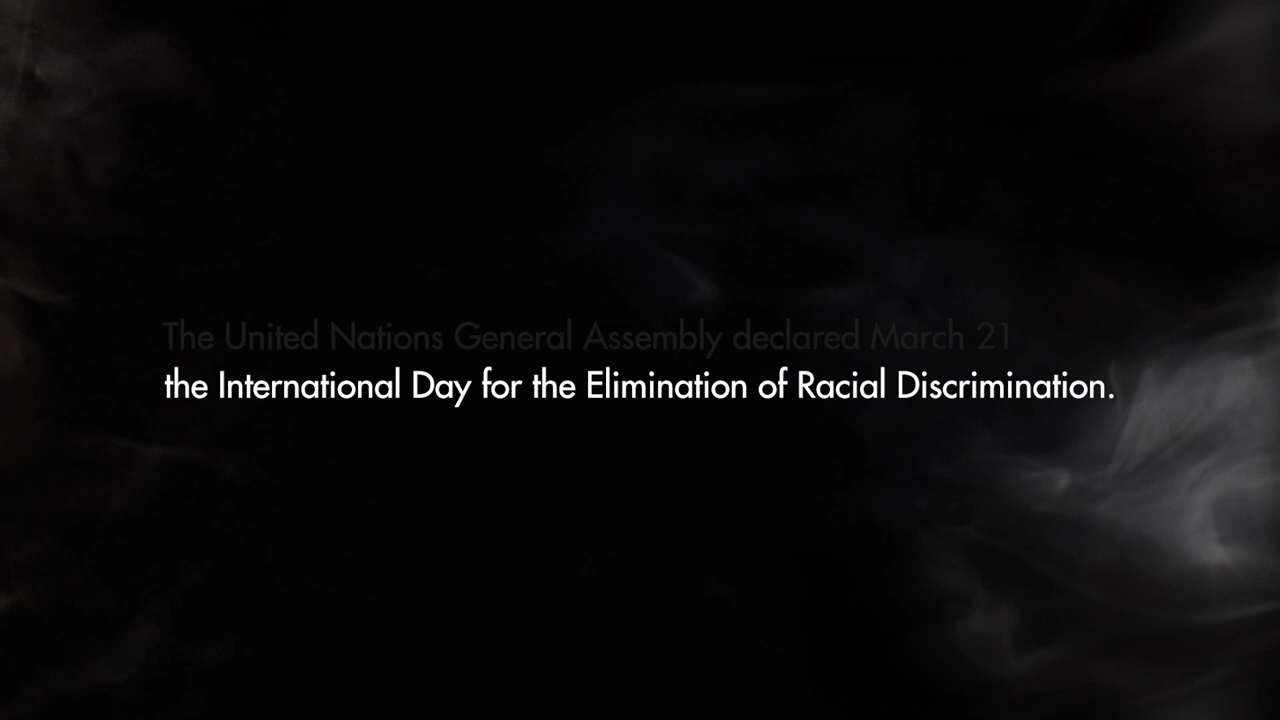 The United Nations General Assembly declared March 21
the International Day for the Elimination of Racial Discrimination.